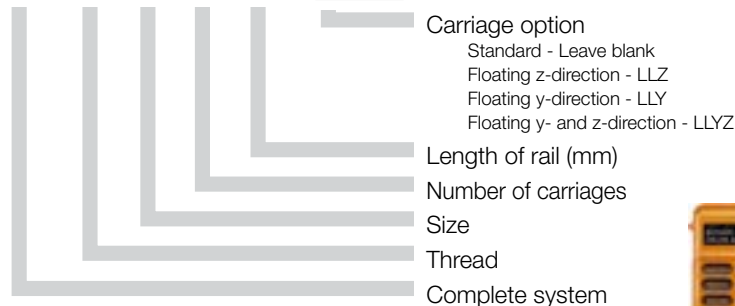 Carriage option
Standard - Leave blank
Floating z-direction - LLZ
Floating y-direction - LLY
Floating y- and z-direction - LLYZ
Length of rail (mm)
Number of carriages
Size
Thread
Complete system